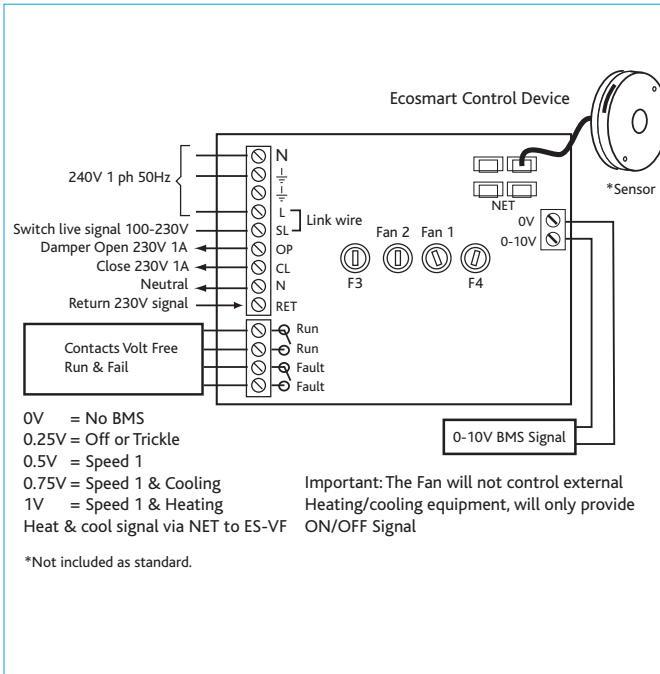 Ecosmart Control Device
*Sensor
NET
0V
0-10V
240V 1 ph 50Hz
N
L
Link wire
Switch live signal 100-230V
SL
Damper Open 230V 1A
OP
Close 230V 1A
CL
Neutral
N
Return 230V signal
RET
Fan 2 Fan 1
F3
F4
Contacts Volt Free
Run & Fail
Run
Run
Fault
Fault
0-10V BMS Signal
0V = No BMS
0.25V = Off or Trickle
0.5V = Speed 1
0.75V = Speed 1 & Cooling
1V = Speed 1 & Heating
Heat & cool signal via NET to ES-VF
Important: The Fan will not control external
Heating/cooling equipment, will only provide
ON/OFF Signal
*Not included as standard.